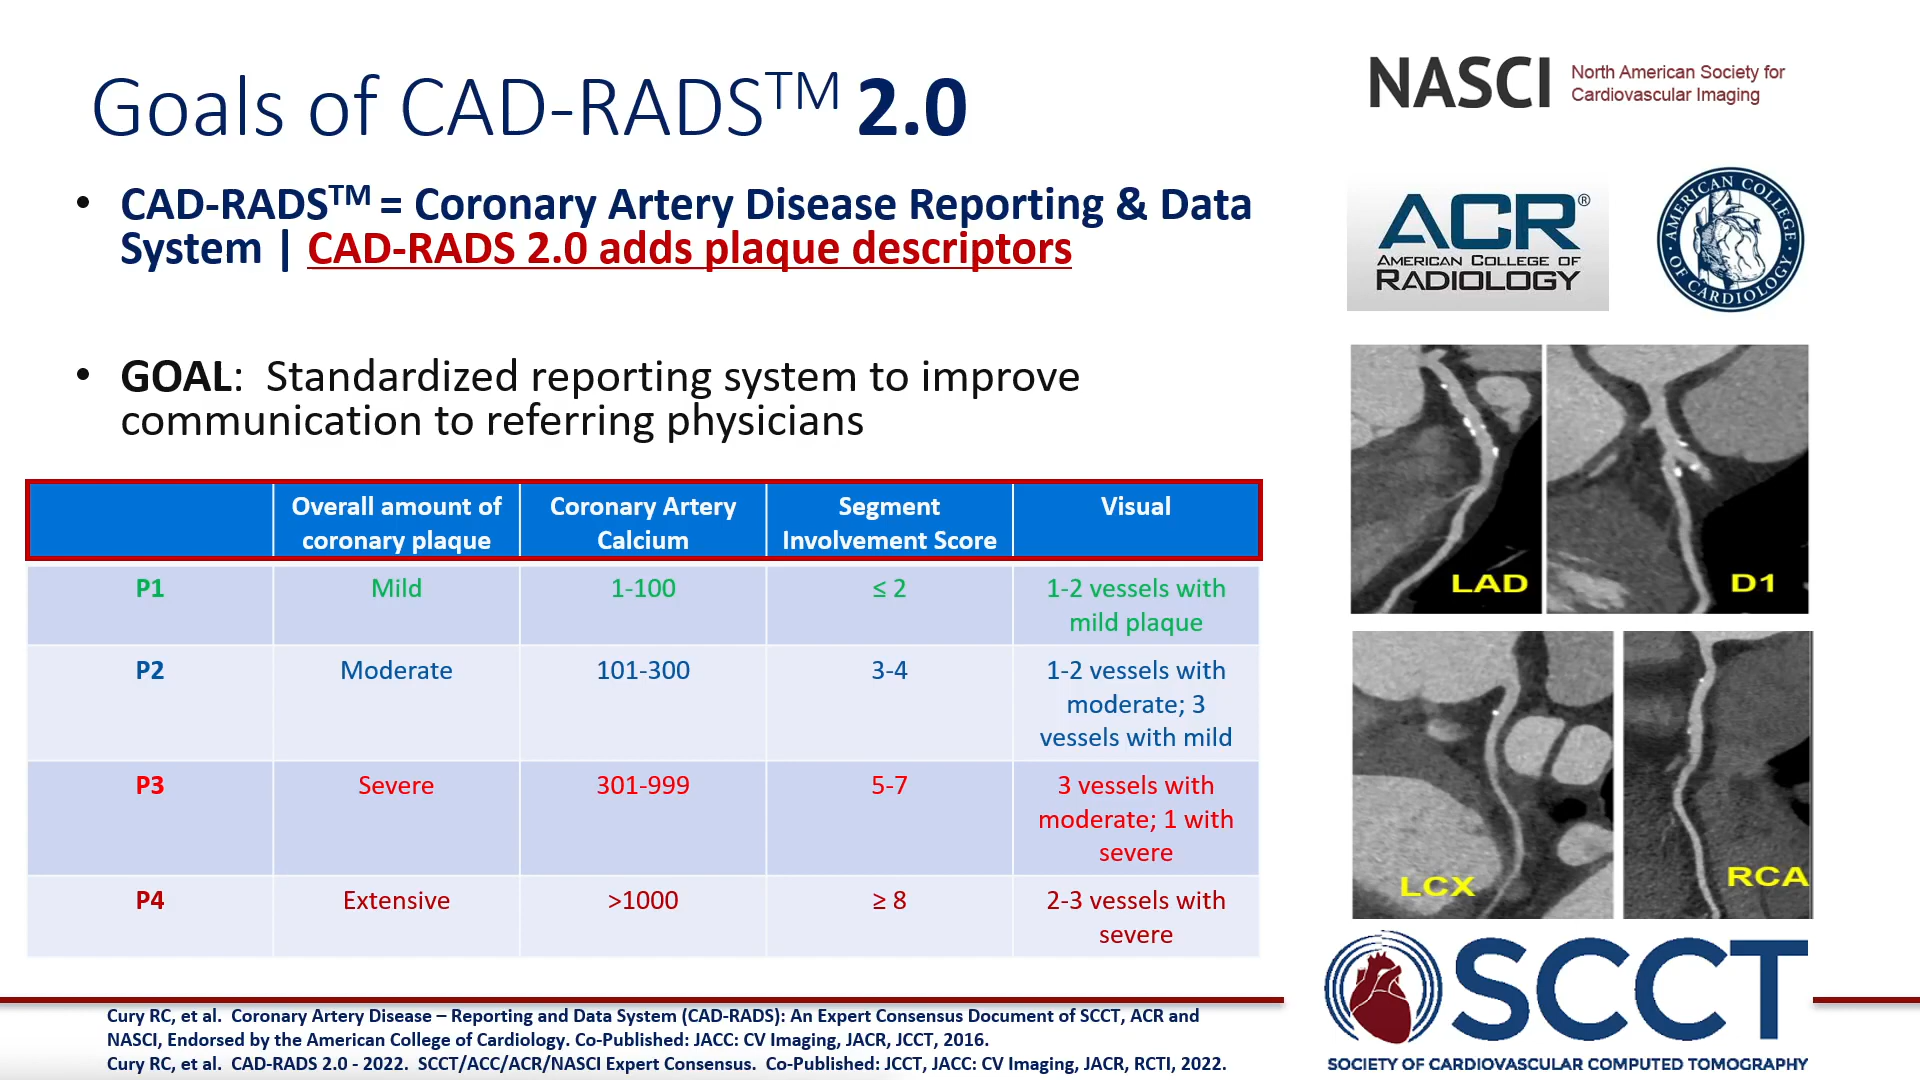 Goals of CAD-RADS™ 2.0
NASCI North American Society for
Cardiovascular Imaging
• CAD-RADS™ = Coronary Artery Disease Reporting & Data
System | CAD-RADS 2.0 adds plaque descriptors
ACR®
AMERICAN COLLEGE OF
RADIOLOGY
AMERICAN COLLEGE
· OF CARDIOLOGY ·
• GOAL: Standardized reporting system to improve
communication to referring physicians
Overall amount of
coronary plaque
Coronary Artery
Calcium
Segment
Involvement Score
Visual
P1
Mild
1-100
≤ 2
1-2 vessels with
mild plaque
P2
Moderate
101-300
3-4
1-2 vessels with
moderate; 3
vessels with mild
P3
Severe
301-999
5-7
3 vessels with
moderate; 1 with
severe
P4
Extensive
>1000
≥ 8
2-3 vessels with
severe
LAD
D1
LCX
RCA
SCCT
SOCIETY OF CARDIOVASCULAR COMPUTED TOMOGRAPHY
Cury RC, et al. Coronary Artery Disease – Reporting and Data System (CAD-RADS): An Expert Consensus Document of SCCT, ACR and
NASCI, Endorsed by the American College of Cardiology. Co-Published: JACC: CV Imaging, JACR, JCCT, 2016.
Cury RC, et al. CAD-RADS 2.0 - 2022. SCCT/ACC/ACR/NASCI Expert Consensus. Co-Published: JCCT, JACC: CV Imaging, JACR, RCTI, 2022.